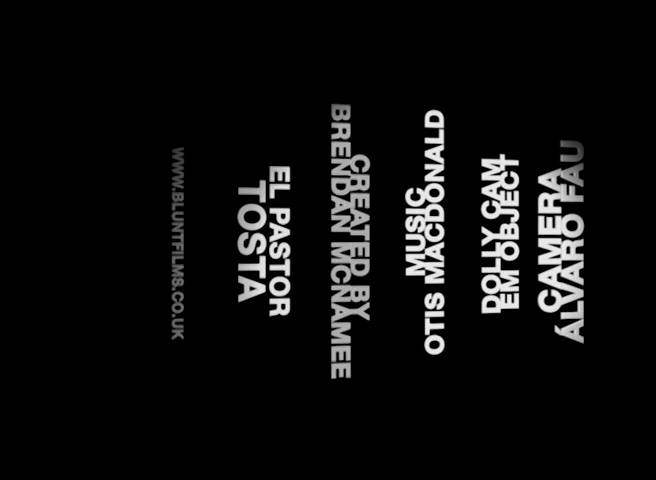 CREATED BY
BRENDAN MCNAMEE
EL PASTOR
TOSTA
WWW.BLUNTFILMS.CO.UK
MUSIC
OTIS MACDONALD
DOLLY CAM
EM OBJECT
CAMERA
ÁLVARO FAU